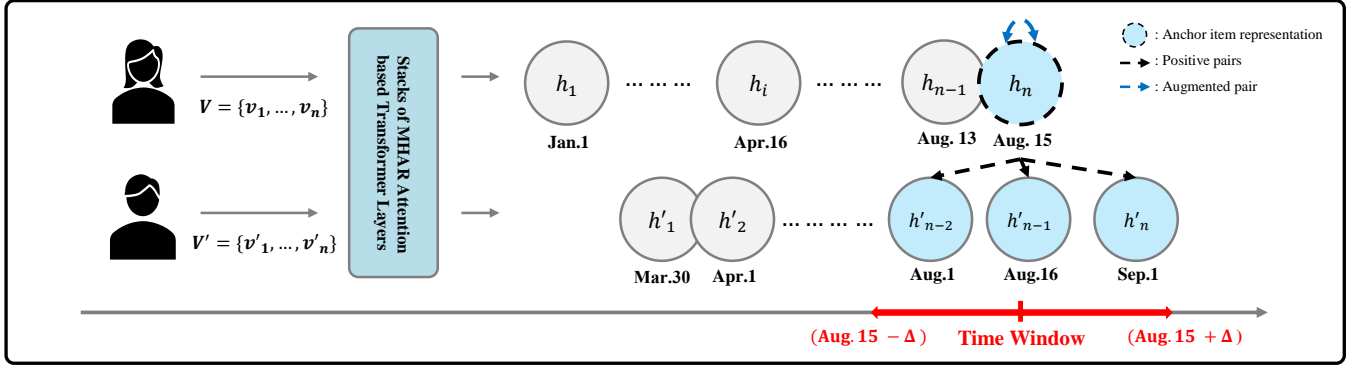 : Anchor item representation
: Positive pairs
: Augmented pair
V = {v₁, ..., vₙ}
V′ = {v′₁, ..., v′ₙ}
Stacks of MHAR Attention
based Transformer Layers
h₁ ... ... ... hᵢ ... ... ... hₙ₋₁ hₙ
Jan.1 Apr.16 Aug. 13 Aug. 15
h′₁ h′₂ ... ... ... h′ₙ₋₂ h′ₙ₋₁ h′ₙ
Mar.30 Apr.1 Aug.1 Aug.16 Sep.1
(Aug. 15 − Δ) Time Window (Aug. 15 + Δ)